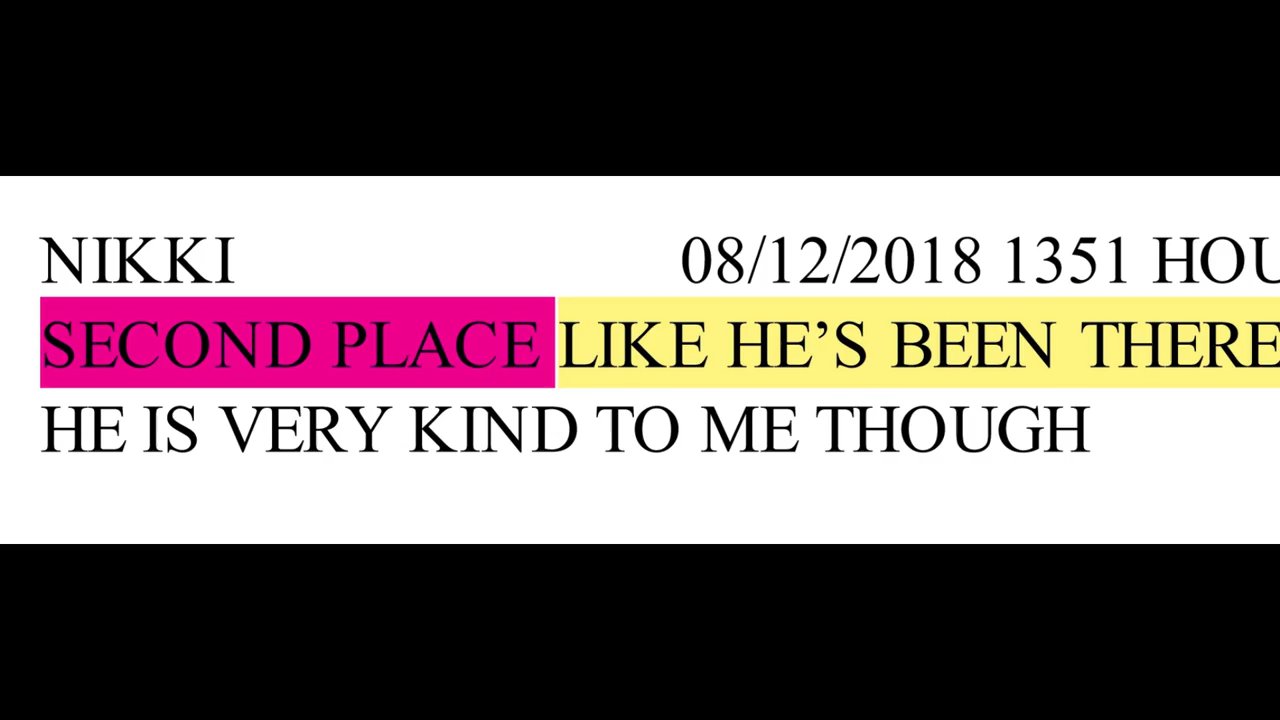 NIKKI 08/12/2018 1351 HOU
SECOND PLACE LIKE HE’S BEEN THERE
HE IS VERY KIND TO ME THOUGH